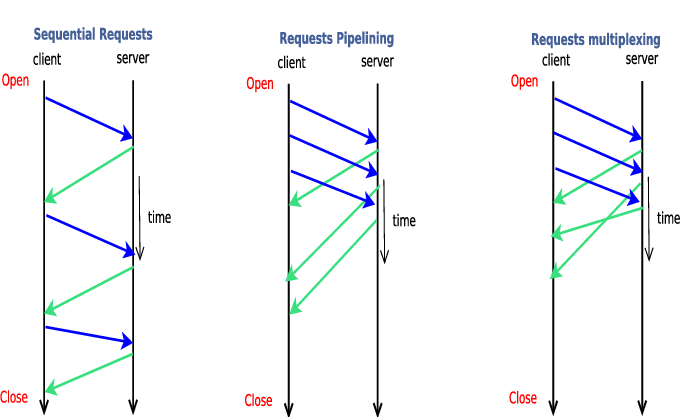 Sequential Requests
client
server
Open
time
Close
Requests Pipelining
client
server
Open
time
Close
Requests multiplexing
client
server
Open
time
Close